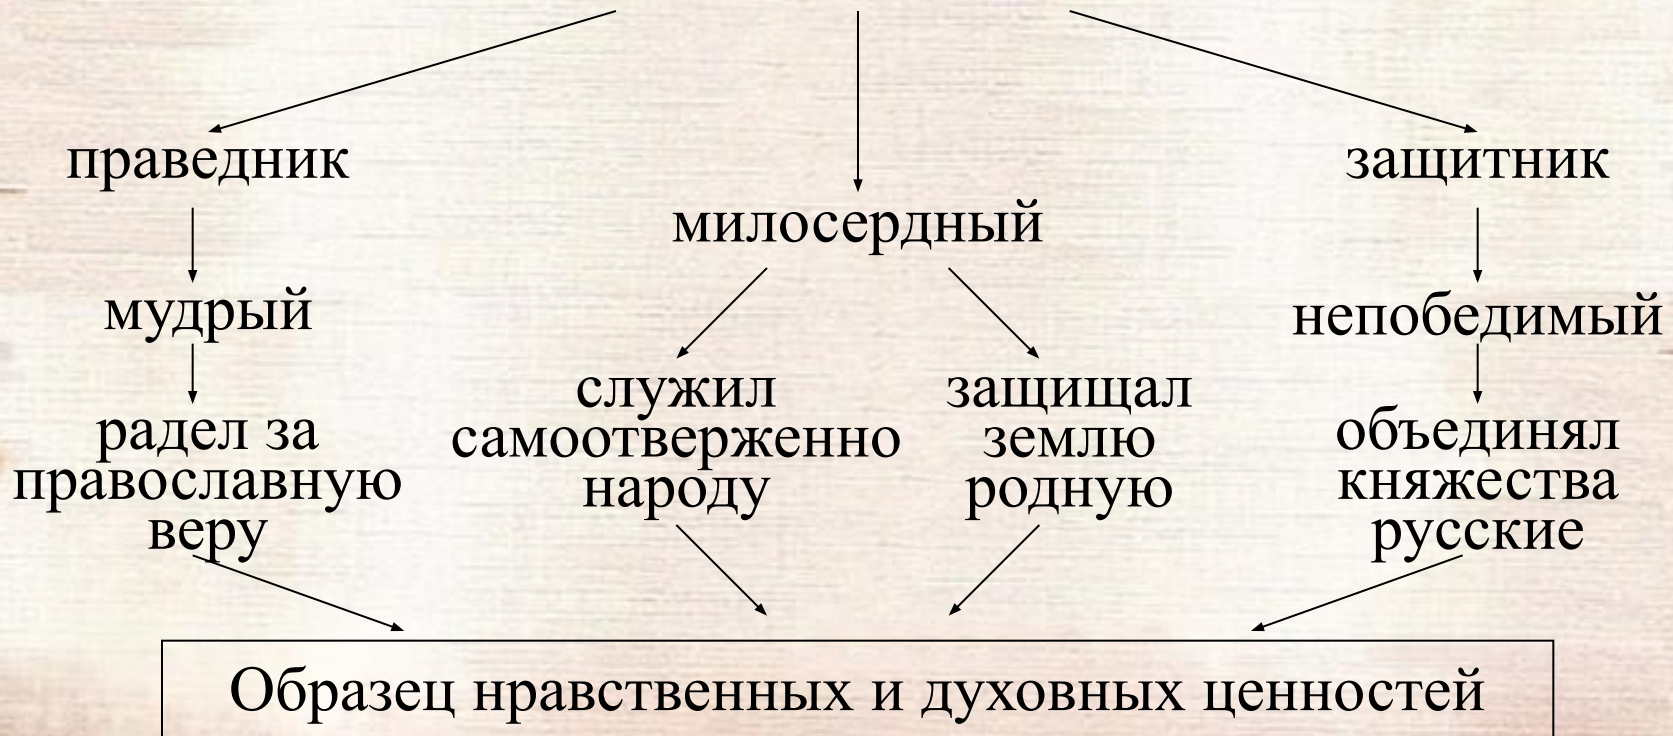 праведник
мудрый
радел за
православную
веру
милосердный
служил
самоотверженно
народу
защищал
землю
родную
защитник
непобедимый
объединял
княжества
русские
Образец нравственных и духовных ценностей